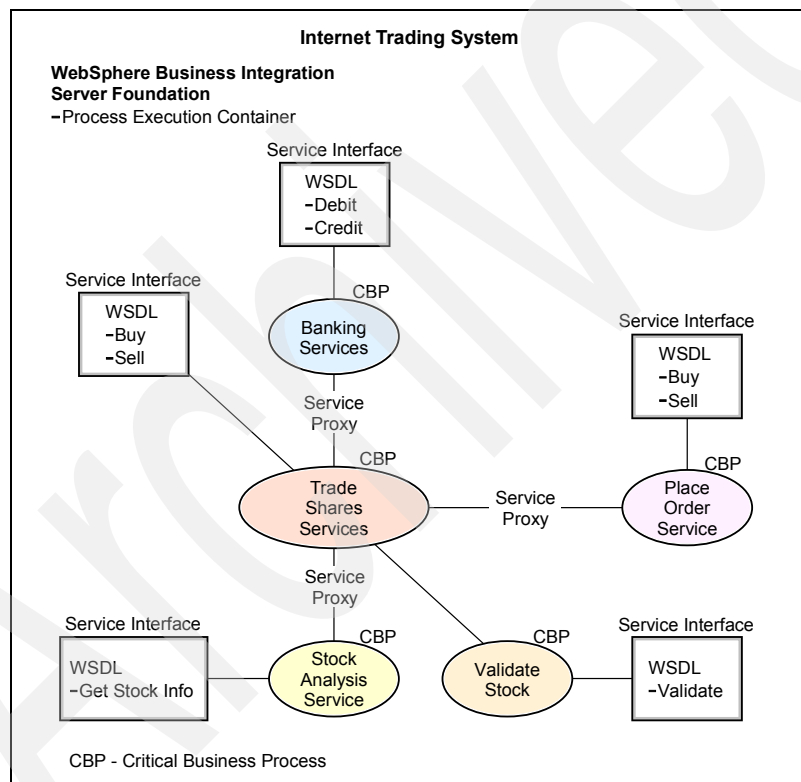 Internet Trading System
WebSphere Business Integration
Server Foundation
–Process Execution Container
Service Interface
WSDL
–Debit
–Credit
CBP
Banking
Services
Service Interface
WSDL
–Buy
–Sell
Service
Proxy
Service Interface
WSDL
–Buy
–Sell
CBP
Trade
Shares
Services
Service
Proxy
CBP
Place
Order
Service
Service
Proxy
Service Interface
WSDL
–Get Stock Info
CBP
Stock
Analysis
Service
CBP
Validate
Stock
Service Interface
WSDL
–Validate
CBP - Critical Business Process